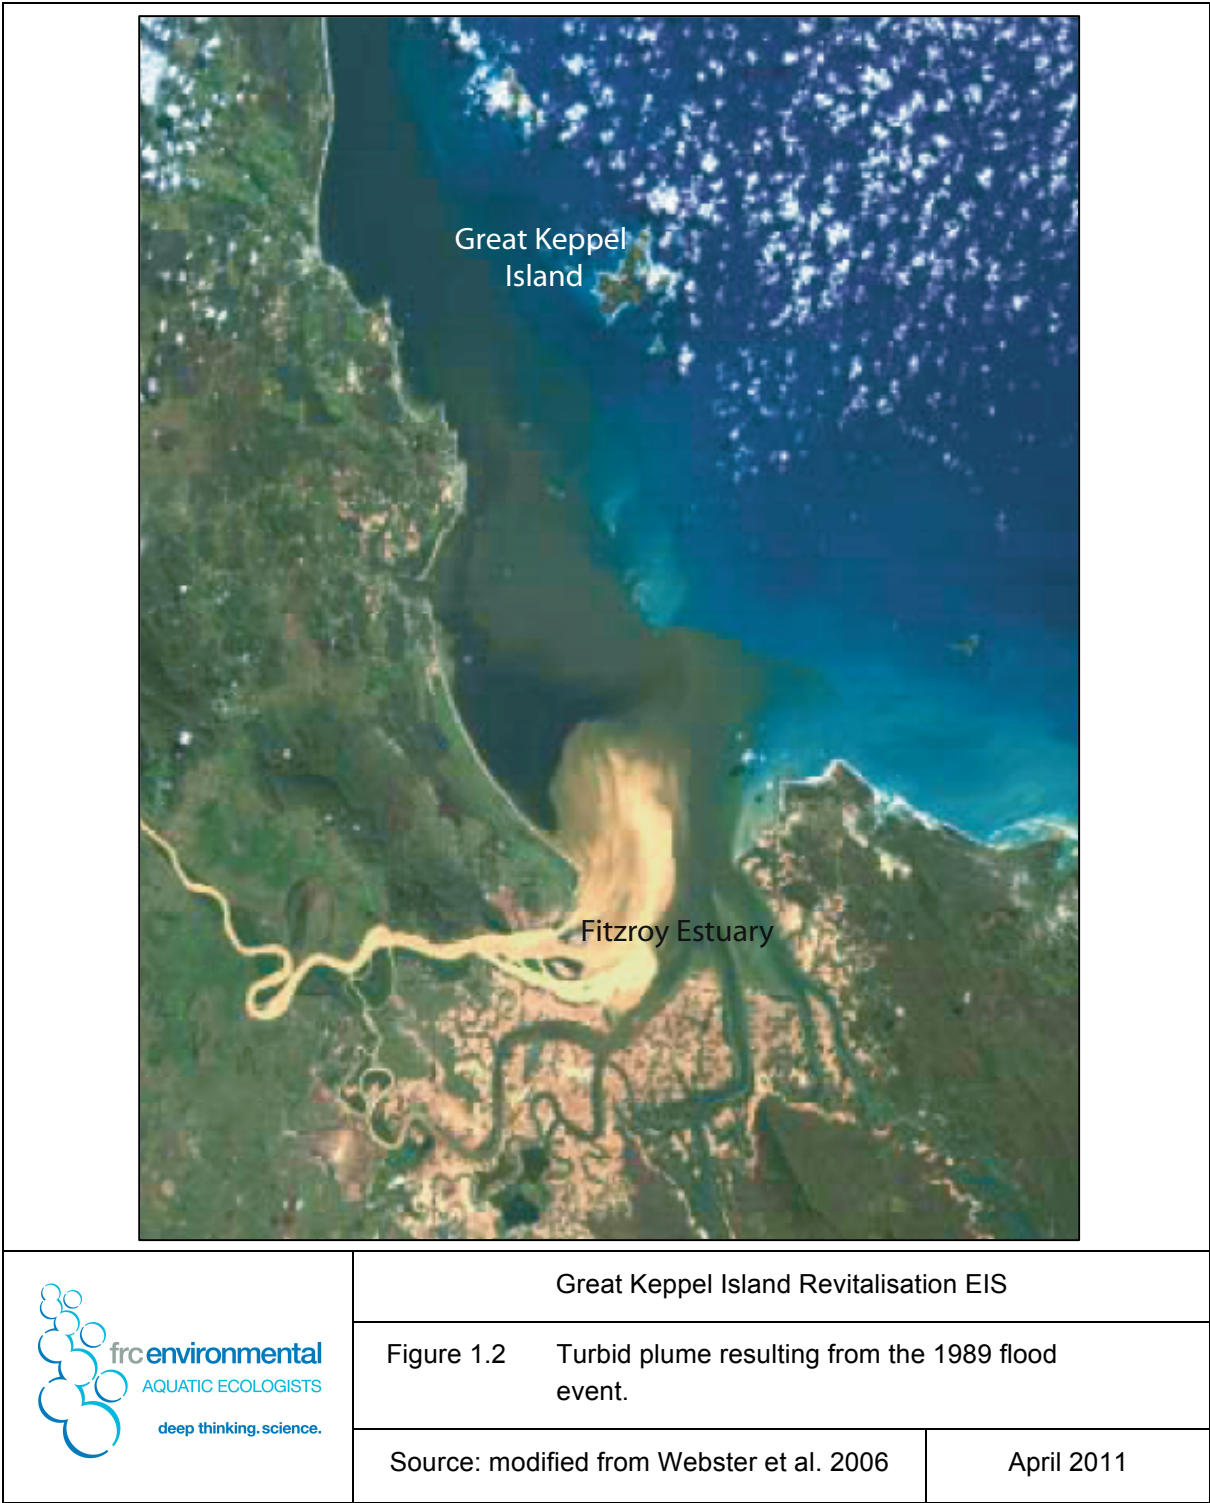 Great Keppel
Island
Fitzroy Estuary
frc environmental
AQUATIC ECOLOGISTS
deep thinking. science.
Great Keppel Island Revitalisation EIS
Figure 1.2 Turbid plume resulting from the 1989 flood
event.
Source: modified from Webster et al. 2006
April 2011